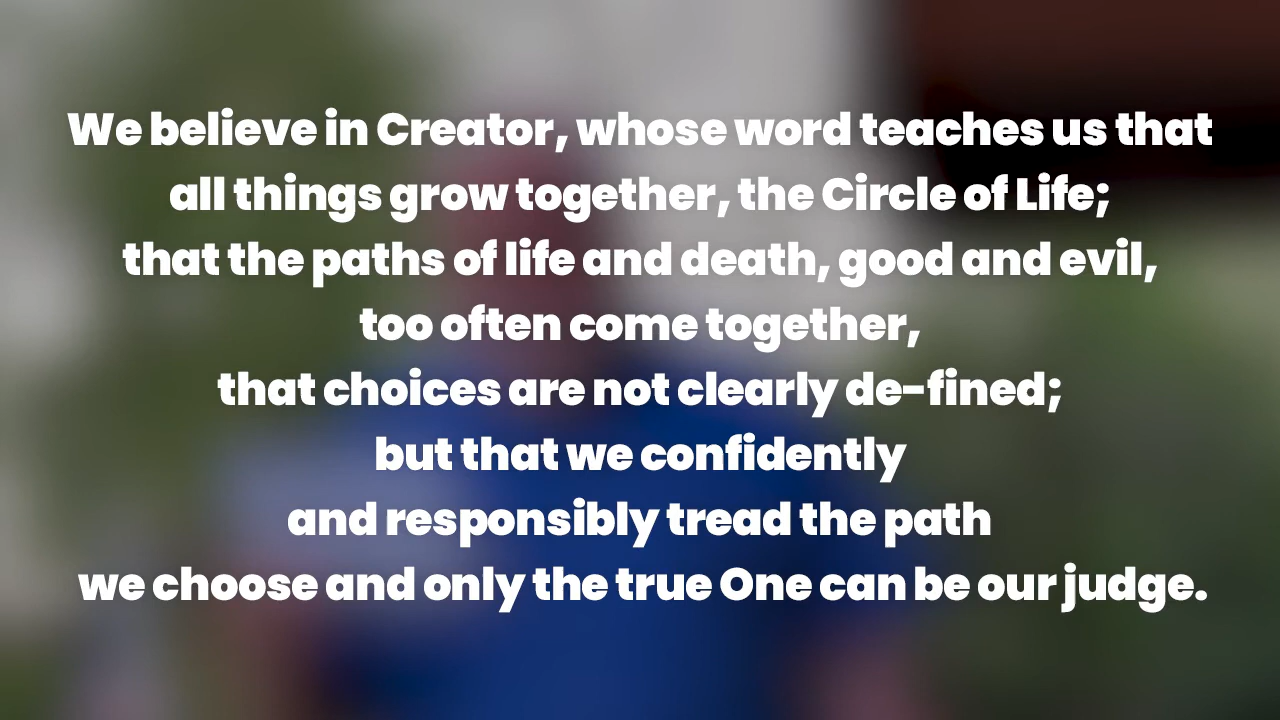 We believe in Creator, whose word teaches us that
all things grow together, the Circle of Life;
that the paths of life and death, good and evil,
too often come together,
that choices are not clearly de-fined;
but that we confidently
and responsibly tread the path
we choose and only the true One can be our judge.